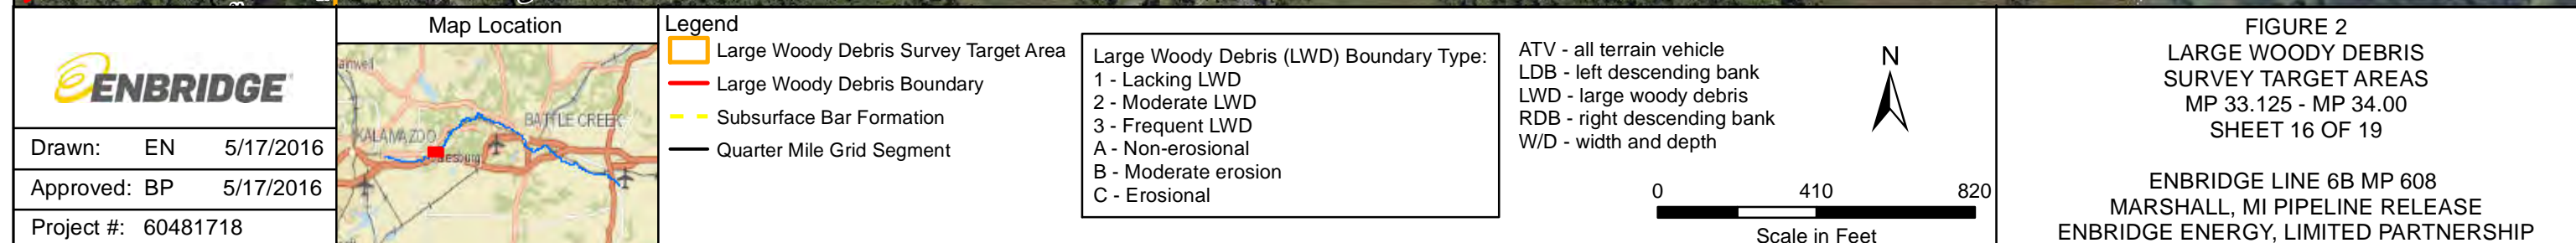 ENBRIDGE
Drawn: EN 5/17/2016
Approved: BP 5/17/2016
Project #: 60481718
Map Location
KALAMAZOO
BATTLE CREEK
Legend
Large Woody Debris Survey Target Area
Large Woody Debris Boundary
Subsurface Bar Formation
Quarter Mile Grid Segment
Large Woody Debris (LWD) Boundary Type:
1 - Lacking LWD
2 - Moderate LWD
3 - Frequent LWD
A - Non-erosional
B - Moderate erosion
C - Erosional
ATV - all terrain vehicle
LDB - left descending bank
LWD - large woody debris
RDB - right descending bank
W/D - width and depth
N
0 410 820
Scale in Feet
FIGURE 2
LARGE WOODY DEBRIS
SURVEY TARGET AREAS
MP 33.125 - MP 34.00
SHEET 16 OF 19
ENBRIDGE LINE 6B MP 608
MARSHALL, MI PIPELINE RELEASE
ENBRIDGE ENERGY, LIMITED PARTNERSHIP